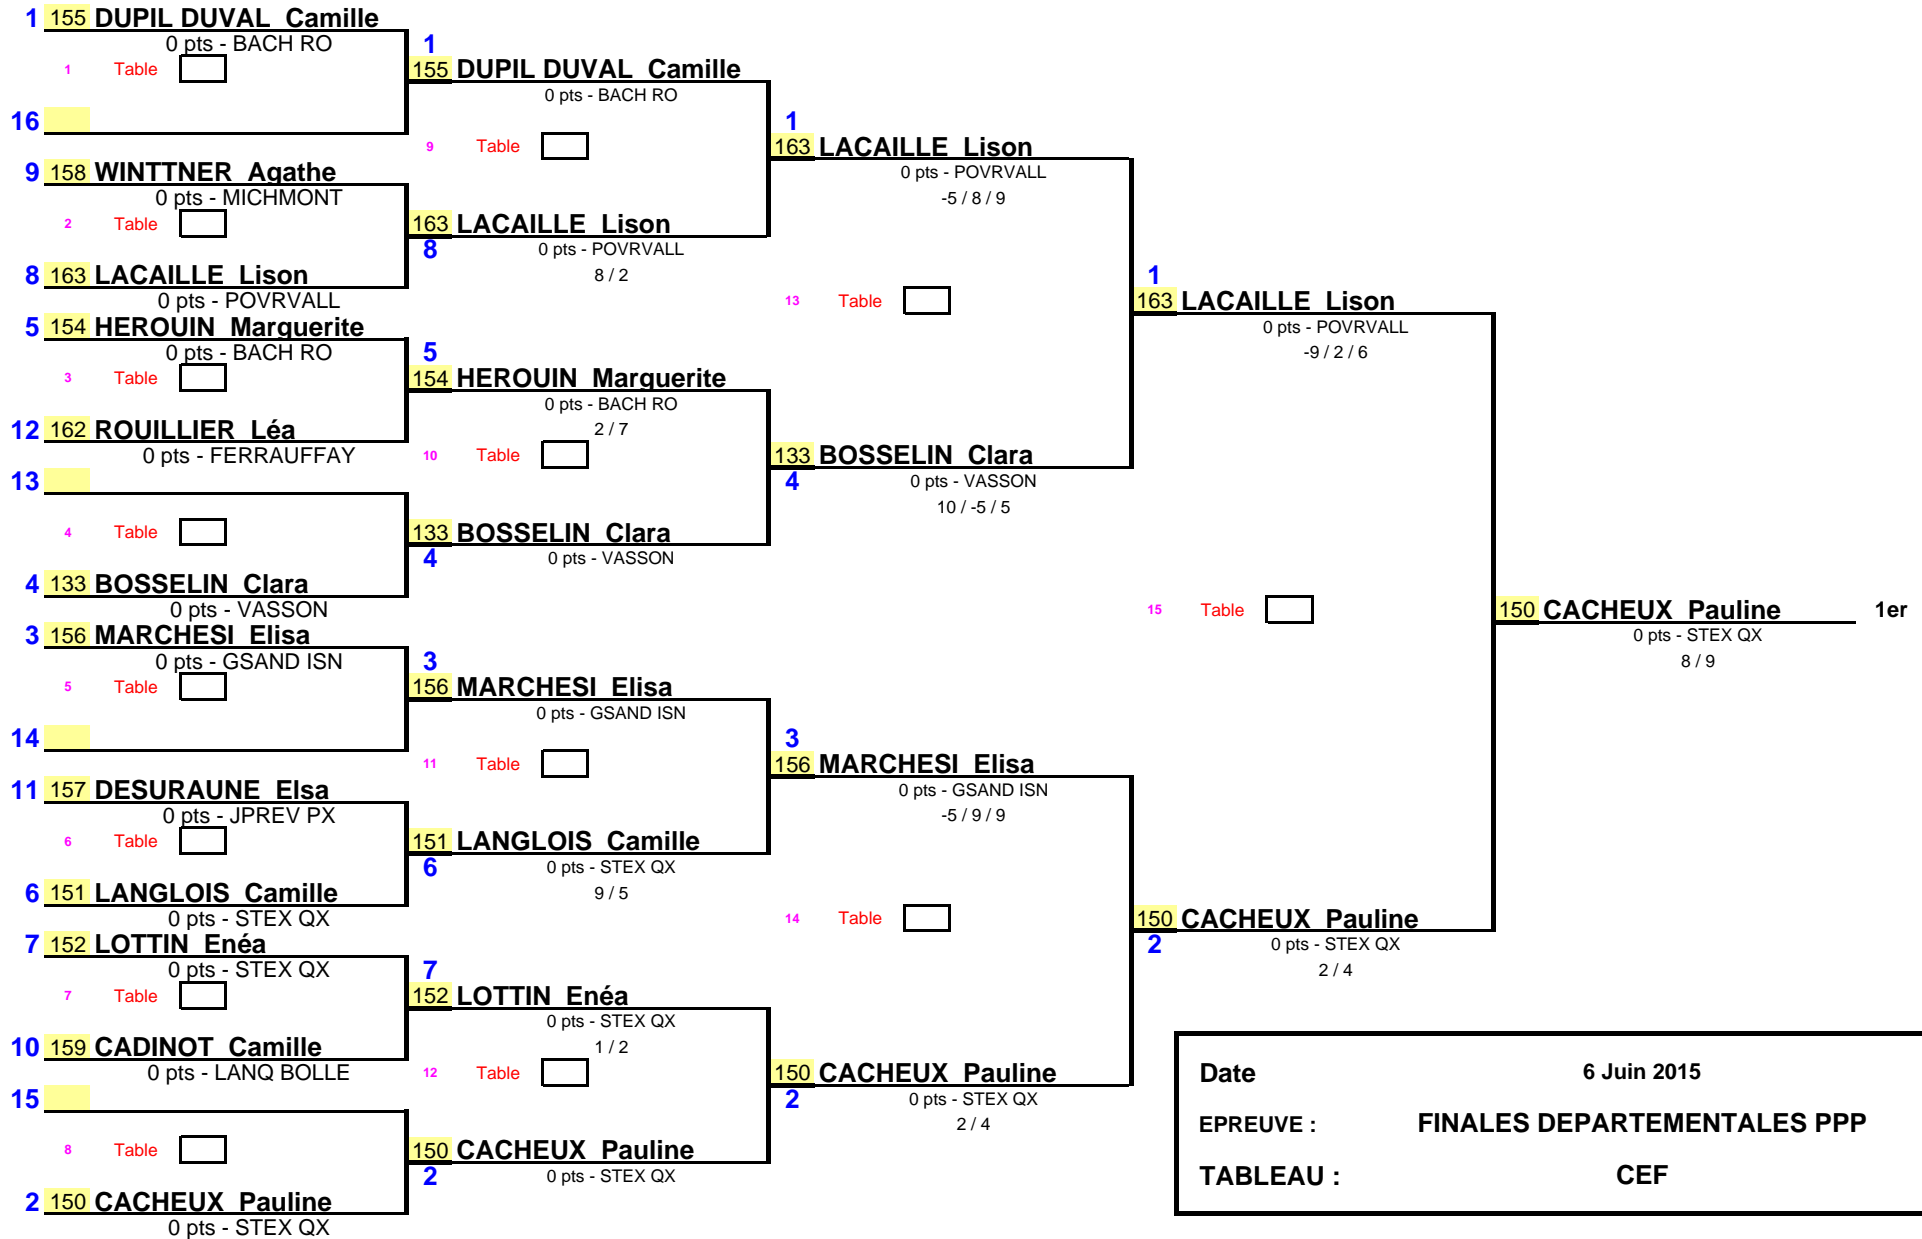 1 155 DUPIL DUVAL Camille
0 pts - BACH RO
1 Table
16
9 158 WINTTNER Agathe
0 pts - MICHMONT
2 Table
8 163 LACAILLE Lison
0 pts - POVRVALL
5 154 HEROUIN Marguerite
0 pts - BACH RO
3 Table
12 162 ROUILLIER Léa
0 pts - FERRAUFFAY
13
4 Table
4 133 BOSSELIN Clara
0 pts - VASSON
3 156 MARCHESI Elisa
0 pts - GSAND ISN
5 Table
14
11 157 DESURAUNE Elsa
0 pts - JPREV PX
6 Table
6 151 LANGLOIS Camille
0 pts - STEX QX
7 152 LOTTIN Enéa
0 pts - STEX QX
7 Table
10 159 CADINOT Camille
0 pts - LANQ BOLLE
15
8 Table
2 150 CACHEUX Pauline
0 pts - STEX QX
1
155 DUPIL DUVAL Camille
0 pts - BACH RO
9 Table
163 LACAILLE Lison
8
0 pts - POVRVALL
8 / 2
5
154 HEROUIN Marguerite
0 pts - BACH RO
2 / 7
10 Table
133 BOSSELIN Clara
4
0 pts - VASSON
3
156 MARCHESI Elisa
0 pts - GSAND ISN
11 Table
151 LANGLOIS Camille
6
0 pts - STEX QX
9 / 5
7
152 LOTTIN Enéa
0 pts - STEX QX
1 / 2
12 Table
150 CACHEUX Pauline
2
0 pts - STEX QX
1
163 LACAILLE Lison
0 pts - POVRVALL
-5 / 8 / 9
13 Table
133 BOSSELIN Clara
4
0 pts - VASSON
10 / -5 / 5
3
156 MARCHESI Elisa
0 pts - GSAND ISN
-5 / 9 / 9
14 Table
150 CACHEUX Pauline
2
0 pts - STEX QX
2 / 4
1
163 LACAILLE Lison
0 pts - POVRVALL
-9 / 2 / 6
15 Table
150 CACHEUX Pauline
2
0 pts - STEX QX
2 / 4
150 CACHEUX Pauline 1er
0 pts - STEX QX
8 / 9
Date 6 Juin 2015
EPREUVE : FINALES DEPARTEMENTALES PPP
TABLEAU : CEF